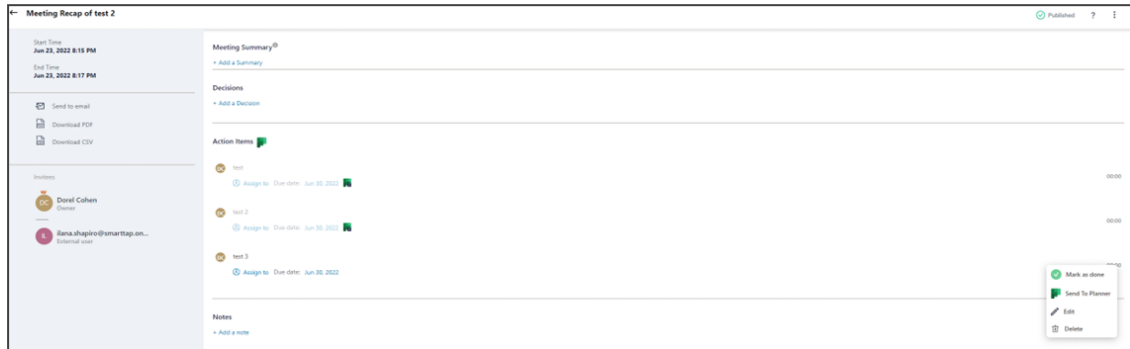 Meeting Recap of test 2
Published
?
Start Time
Jun 23, 2022 8:15 PM
End Time
Jun 23, 2022 8:17 PM
Send to email
Download PDF
Download CSV
Invitees
DC
Dorel Cohen
Owner
IL
ilana.shapiro@smarttap.on...
External user
Meeting Summary
+ Add a Summary
Decisions
+ Add a Decision
Action Items
DC test
Assign to Due date: Jun 30, 2022
00:00
DC test 2
Assign to Due date: Jun 30, 2022
00:00
DC test 3
Assign to Due date: Jun 30, 2022
Mark as done
Send To Planner
Edit
Delete
Notes
+ Add a note